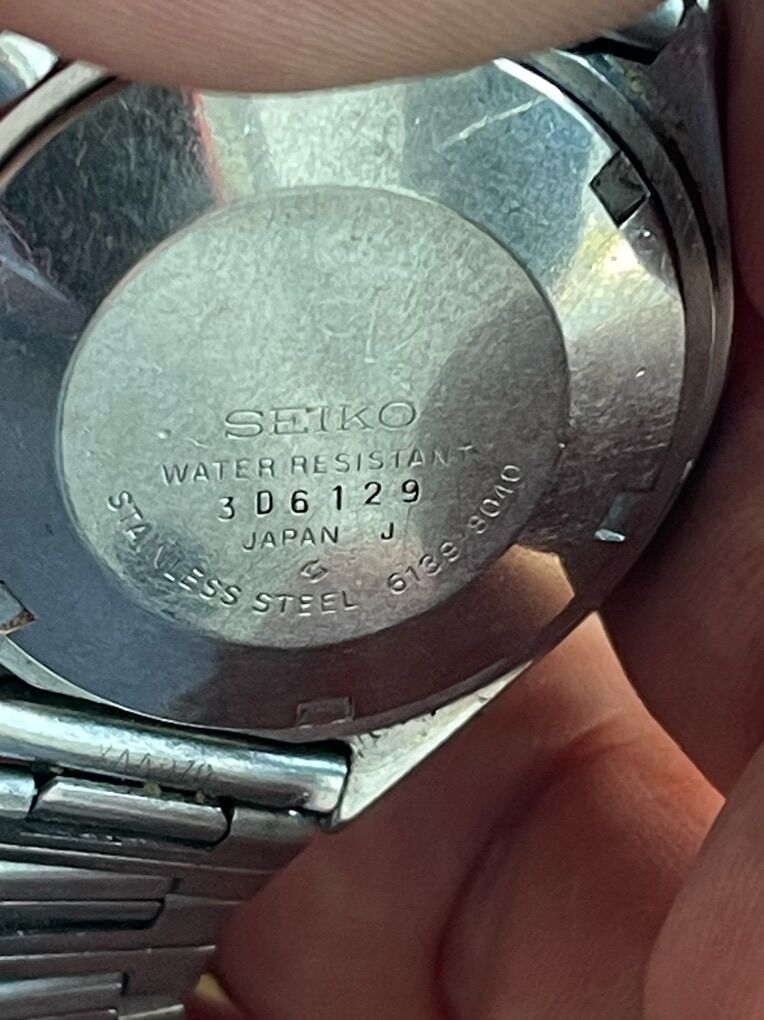 SEIKO
WATER RESISTANT
3D6129
JAPAN J
STAINLESS STEEL 6139-8040